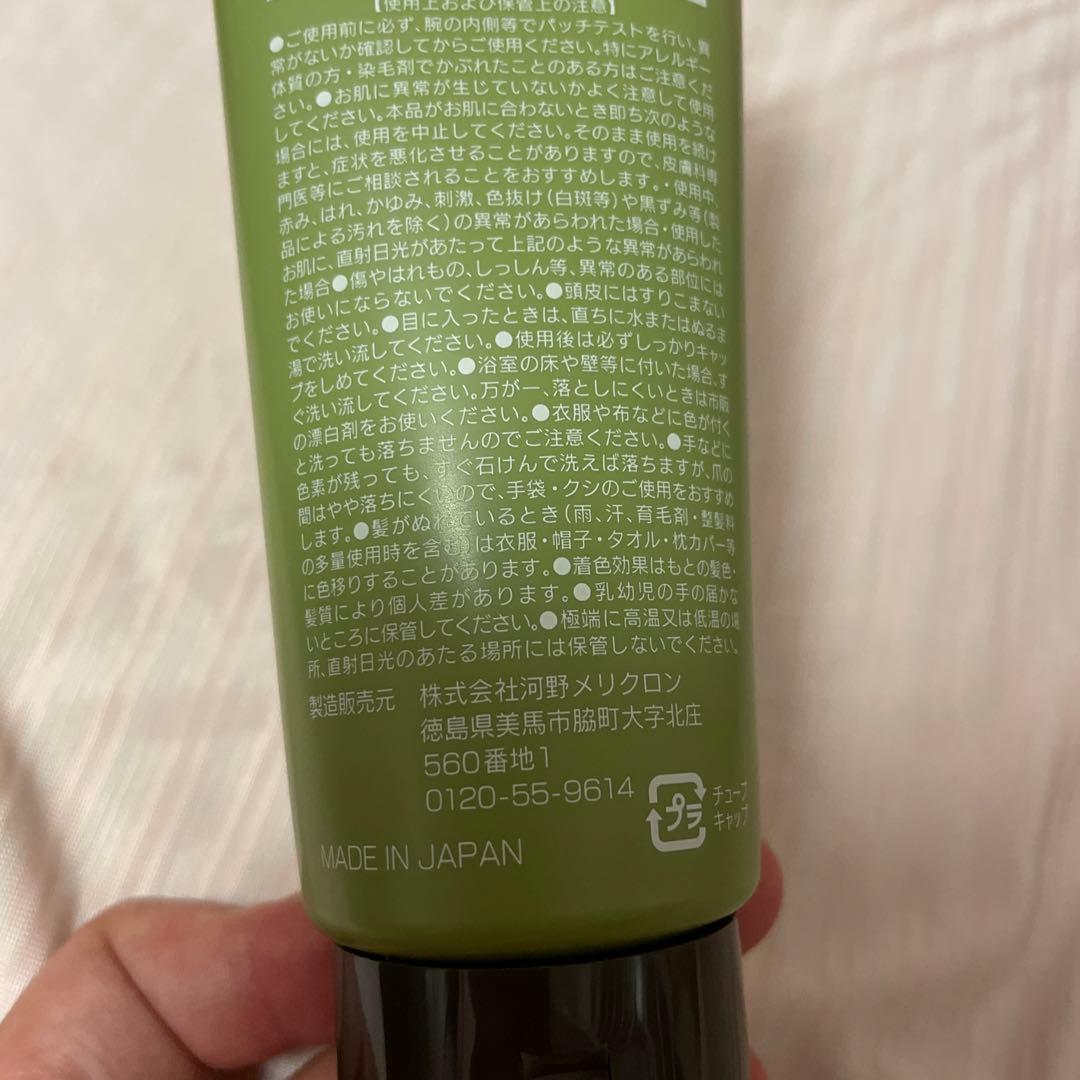 【使用上および保管上の注意】
●ご使用前に必ず、腕の内側等でパッチテストを行い、異
常がないか確認してからご使用ください。特にアレルギー
体質の方・染毛剤でかぶれたことのある方はご注意くだ
さい。●お肌に異常が生じていないかよく注意して使用
してください。本品がお肌に合わないとき即ち次のような
場合には、使用を中止してください。そのまま使用を続け
ますと、症状を悪化させることがありますので、皮膚科専
門医等にご相談されることをおすすめします。・使用中、
赤み、はれ、かゆみ、刺激、色抜け(白斑等)や黒ずみ等(製
品による汚れを除く)の異常があらわれた場合・使用した
お肌に、直射日光があたって上記のような異常があらわれ
た場合●傷やはれもの、しっしん等、異常のある部位には
お使いにならないでください。●頭皮にはすりこまない
でください。●目に入ったときは、直ちに水またはぬるま
湯で洗い流してください。●使用後は必ずしっかりキャッ
プをしめてください。●浴室の床や壁等に付いた場合、す
ぐ洗い流してください。万が一、落としにくいときは市販
の漂白剤をお使いください。●衣服や布などに色が付く
と洗っても落ちませんのでご注意ください。●手などに
色素が残っても、すぐ石けんで洗えば落ちますが、爪の
間はやや落ちにくいので、手袋・クシのご使用をおすすめ
します。●髪がぬれているとき(雨、汗、育毛剤・整髪料
の多量使用時を含む)は衣服・帽子・タオル・枕カバー等
に色移りすることがあります。●着色効果はもとの髪色・
髪質により個人差があります。●乳幼児の手の届かな
いところに保管してください。●極端に高温又は低温の場
所、直射日光のあたる場所には保管しないでください。
製造販売元 株式会社河野メリクロン
徳島県美馬市脇町大字北庄
560番地1
0120-55-9614
プラ
チューブ
キャップ
MADE IN JAPAN